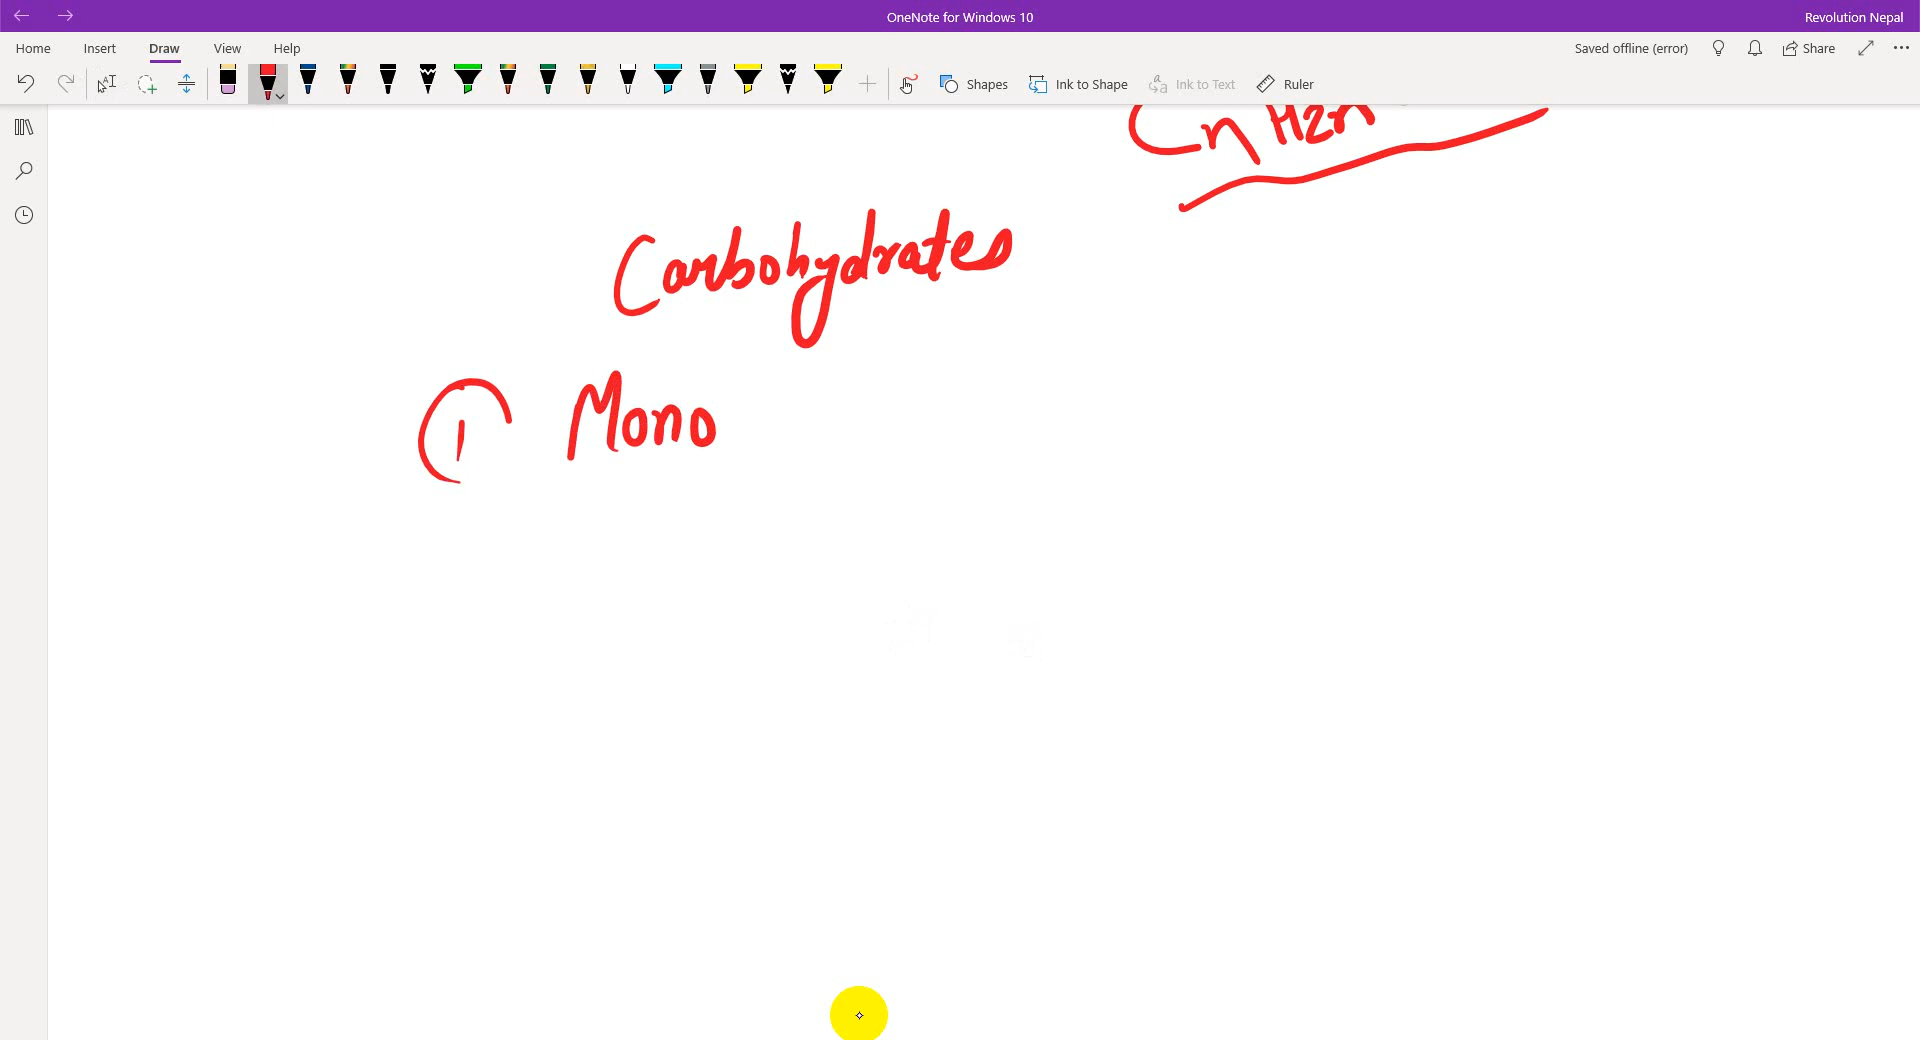 OneNote for Windows 10
Revolution Nepal
Home Insert Draw View Help
Saved offline (error) Share
Shapes Ink to Shape Ink to Text Ruler
CnH2n
Carbohydrates
1 Mono